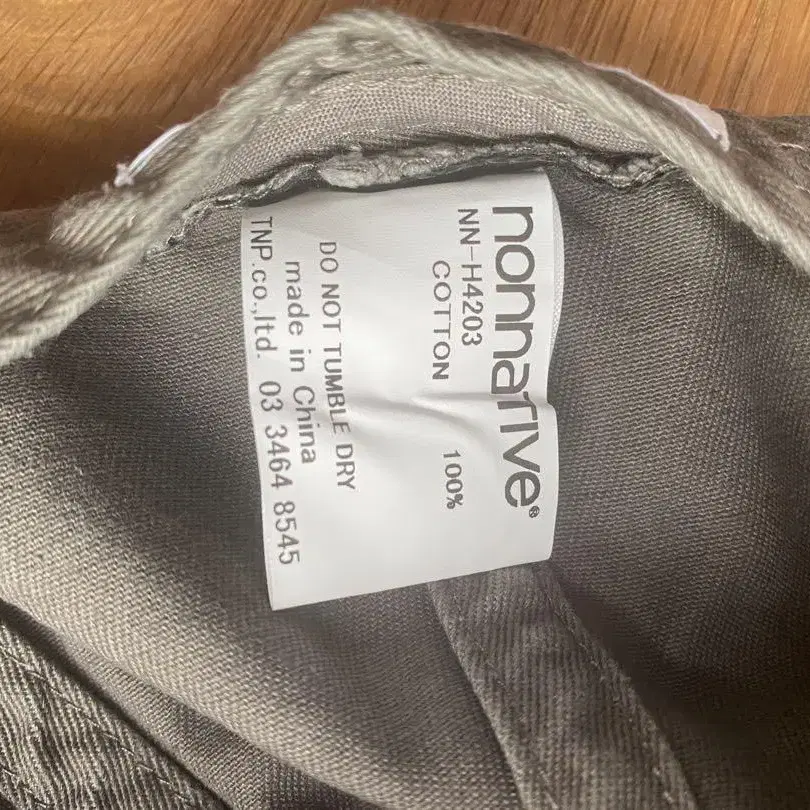 nonnative®
NN-H4203
COTTON 100%
DO NOT TUMBLE DRY
made in China
TNP.co.,ltd. 03 3464 8545